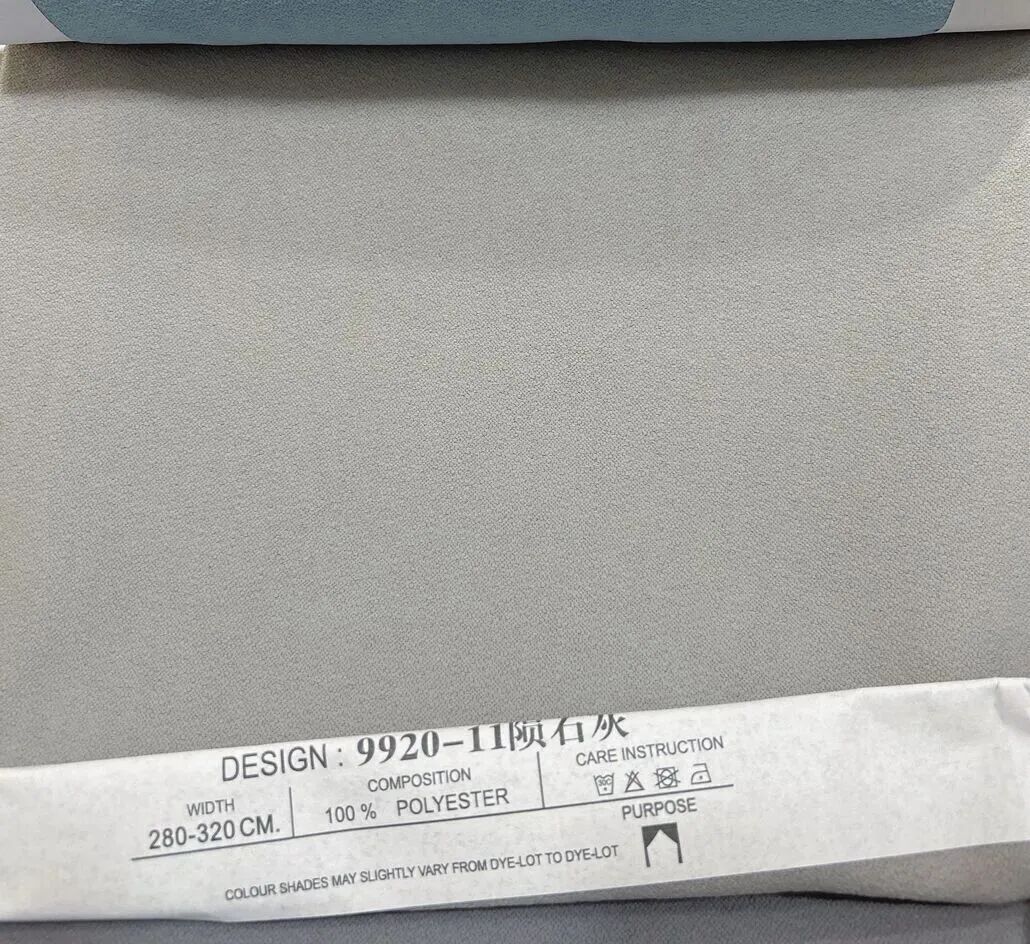 DESIGN : 9920-11陨石灰
WIDTH
280-320 CM.
COMPOSITION
100 % POLYESTER
CARE INSTRUCTION
PURPOSE
COLOUR SHADES MAY SLIGHTLY VARY FROM DYE-LOT TO DYE-LOT